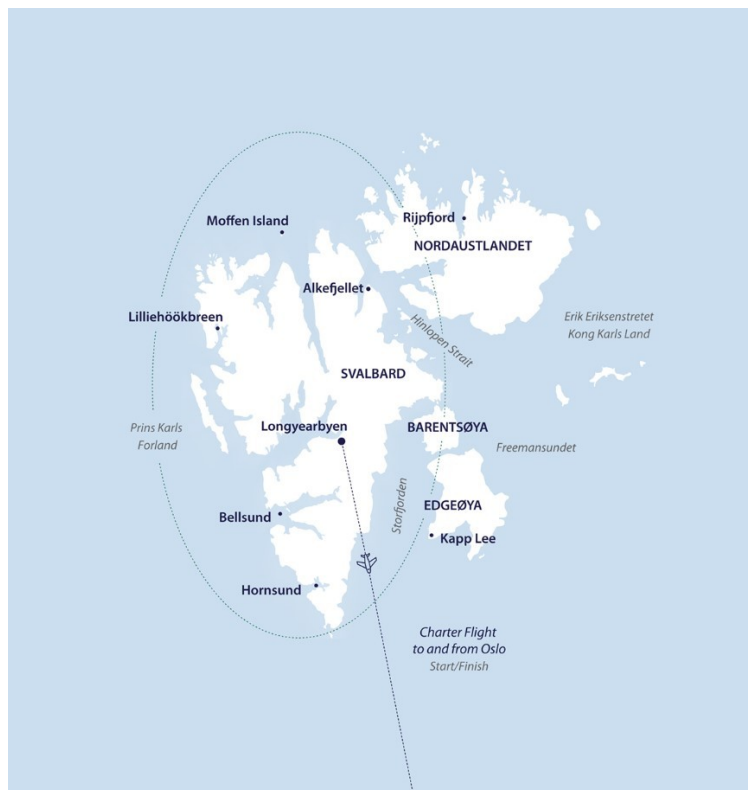 Moffen Island
Rijpfjord
NORDAUSTLANDET
Alkefjellet
Lilliehöökbreen
Hinlopen Strait
Erik Eriksenstretet
Kong Karls Land
SVALBARD
Prins Karls
Forland
Longyearbyen
BARENTSØYA
Freemansundet
Storfjorden
EDGEØYA
Bellsund
Kapp Lee
Hornsund
Charter Flight
to and from Oslo
Start/Finish